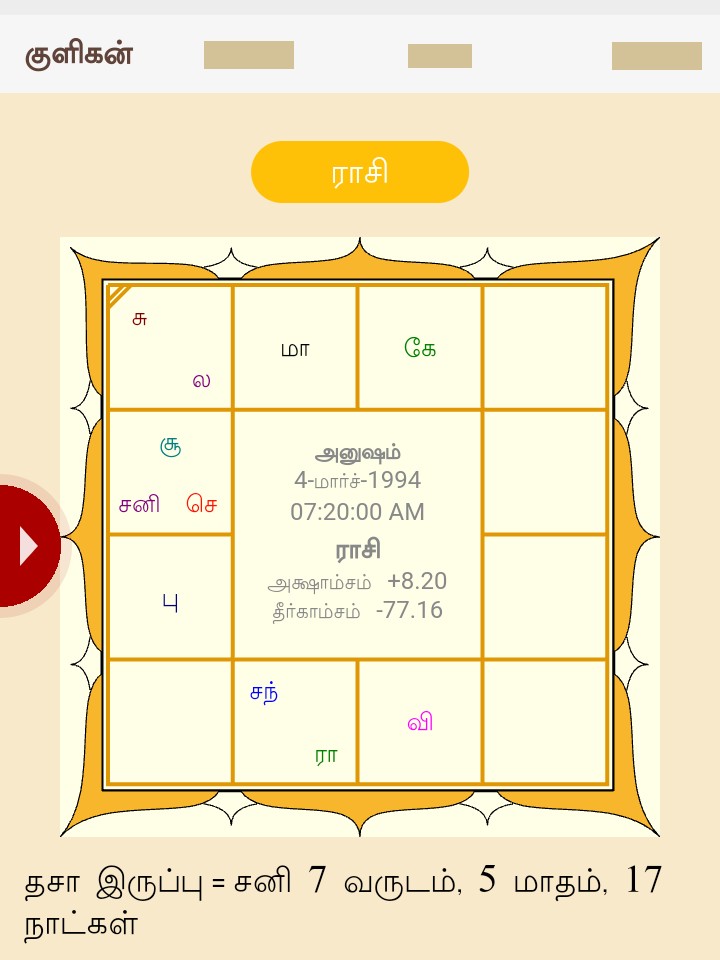 குளிகன்
ராசி
சு
ல
மா
கே
சூ
சனி செ
அனுஷம்
4-மார்ச்-1994
07:20:00 AM
ராசி
அக்ஷாம்சம் +8.20
தீர்காம்சம் -77.16
பு
சந்
ரா
வி
தசா இருப்பு = சனி 7 வருடம், 5 மாதம், 17
நாட்கள்